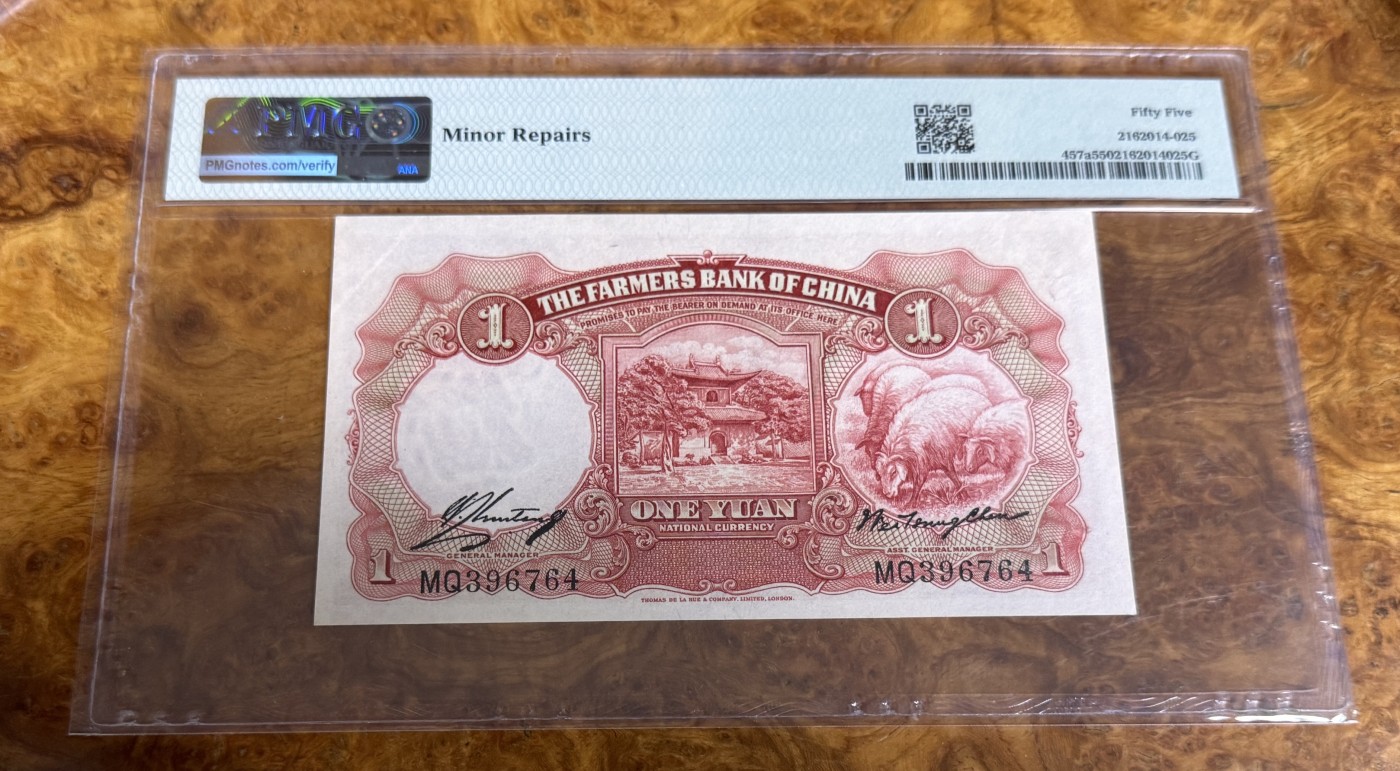 PMG
PMGnotes.com/verify
ANA
Minor Repairs
Fifty Five
2162014-025
457a5502162014025G
THE FARMERS BANK OF CHINA
PROMISES TO PAY THE BEARER ON DEMAND AT ITS OFFICE HERE
1
1
ONE YUAN
NATIONAL CURRENCY
GENERAL MANAGER
ASST. GENERAL MANAGER
1
MQ396764
MQ396764
1
THOMAS DE LA RUE & COMPANY, LIMITED, LONDON.